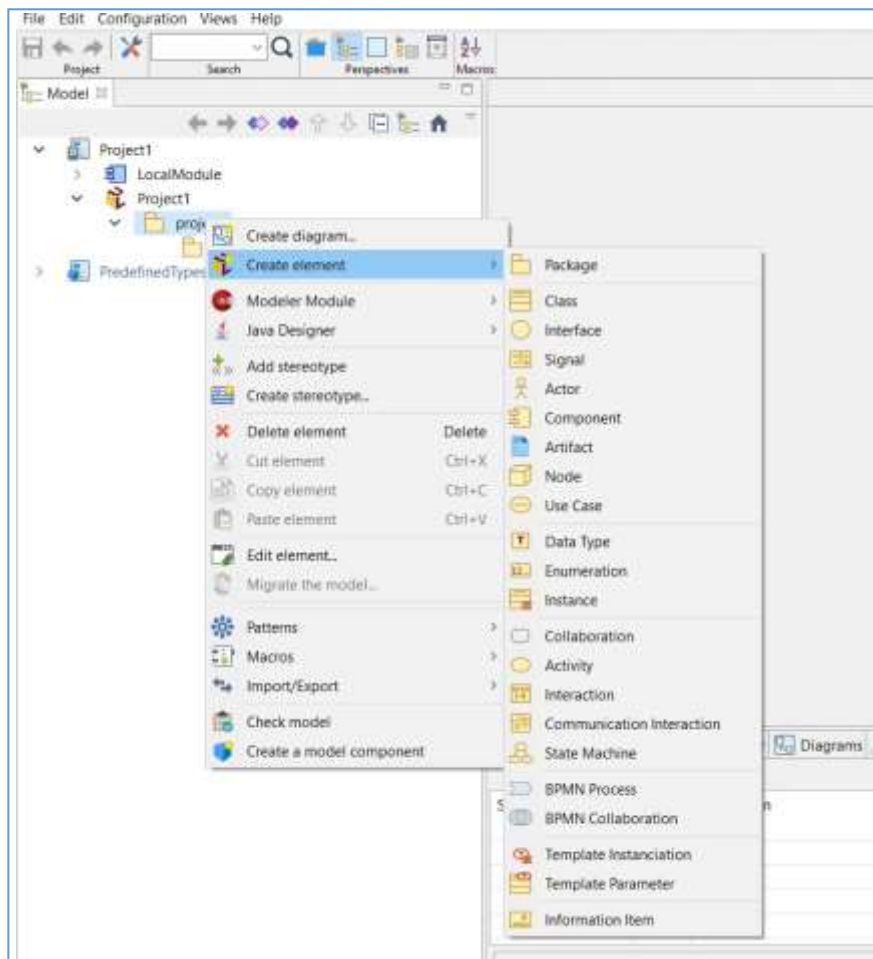 File Edit Configuration Views Help
Project Search Perspectives Macros
Model
Project1
LocalModule
Project1
PredefinedTypes
Create diagram...
Create element
Modeler Module
Java Designer
Add stereotype
Create stereotype...
Delete element Delete
Cut element Ctrl+X
Copy element Ctrl+C
Paste element Ctrl+V
Edit element...
Migrate the model...
Patterns
Macros
Import/Export
Check model
Create a model component
Package
Class
Interface
Signal
Actor
Component
Artifact
Node
Use Case
Data Type
Enumeration
Instance
Collaboration
Activity
Interaction
Communication Interaction
State Machine
BPMN Process
BPMN Collaboration
Template Instanciation
Template Parameter
Information Item
Diagrams